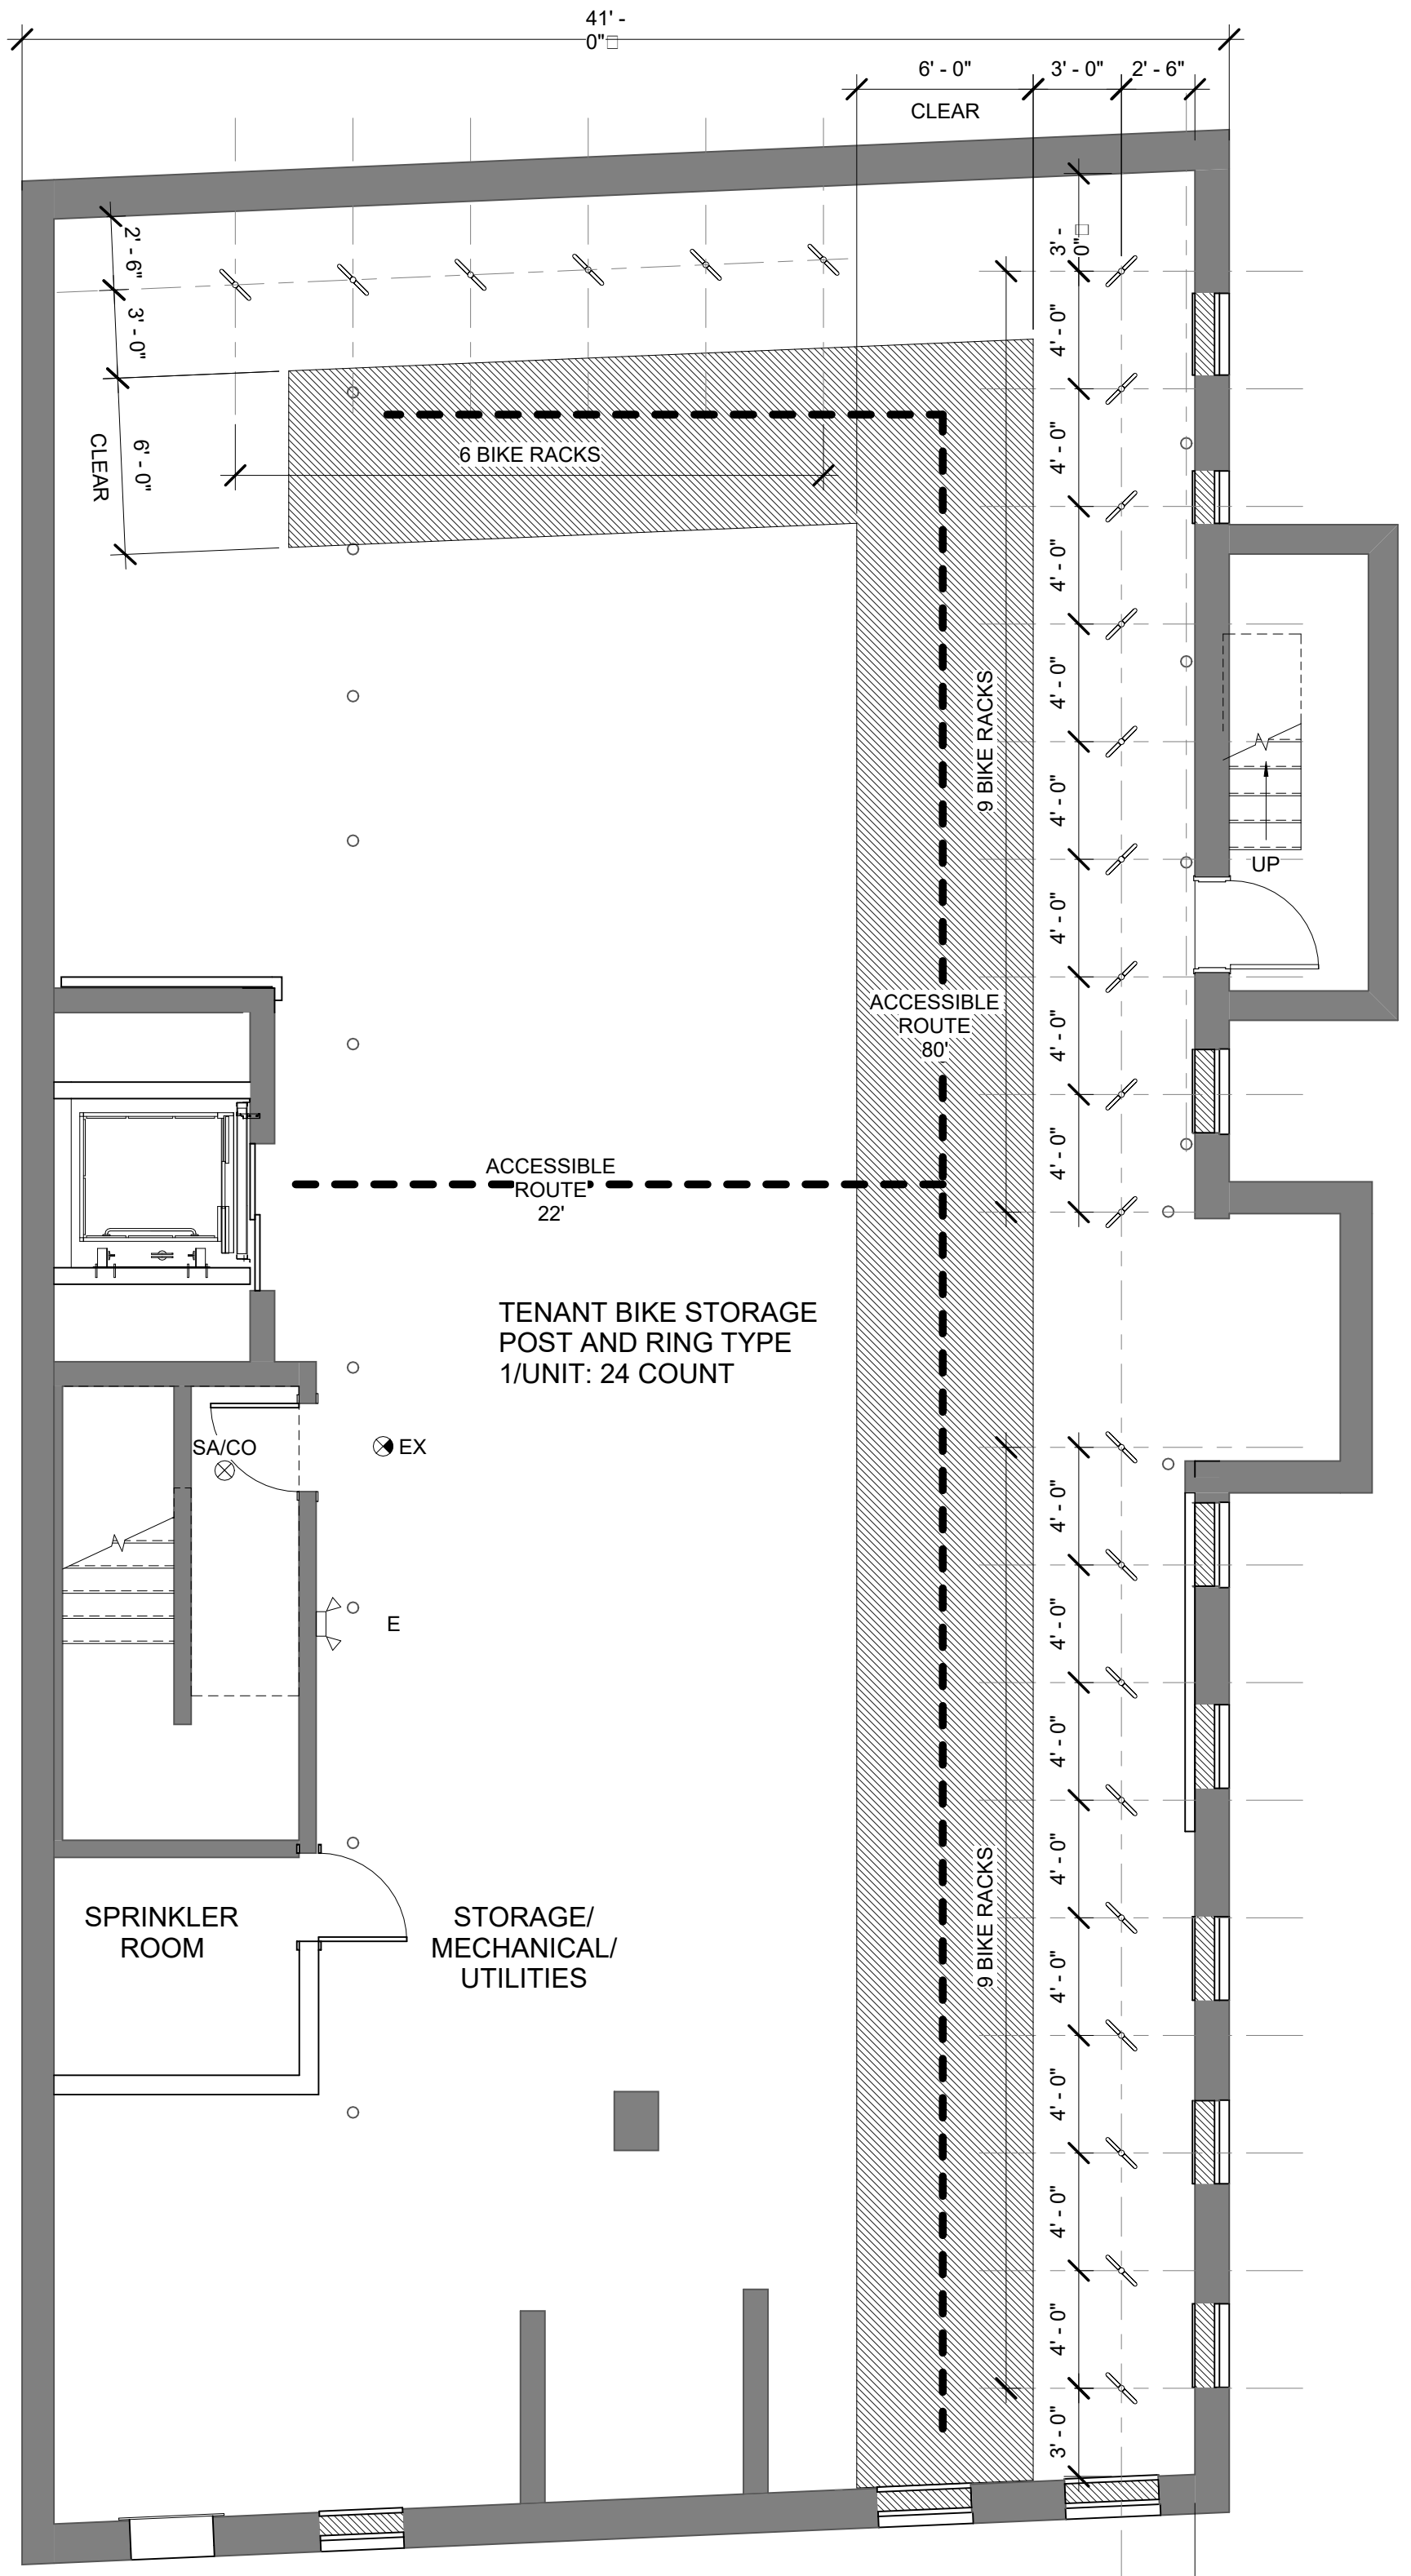 41' -
0"□
6' - 0"
3' - 0"
2' - 6"
CLEAR
2' - 6"
3' - 0"
6' - 0"
CLEAR
3' -
0"□
4' - 0"
4' - 0"
4' - 0"
4' - 0"
4' - 0"
4' - 0"
4' - 0"
4' - 0"
6 BIKE RACKS
9 BIKE RACKS
UP
ACCESSIBLE
ROUTE
80'
ACCESSIBLE
ROUTE
22'
TENANT BIKE STORAGE
POST AND RING TYPE
1/UNIT: 24 COUNT
SA/CO
EX
E
4' - 0"
4' - 0"
4' - 0"
4' - 0"
4' - 0"
4' - 0"
4' - 0"
4' - 0"
3' - 0"
9 BIKE RACKS
SPRINKLER
ROOM
STORAGE/
MECHANICAL/
UTILITIES